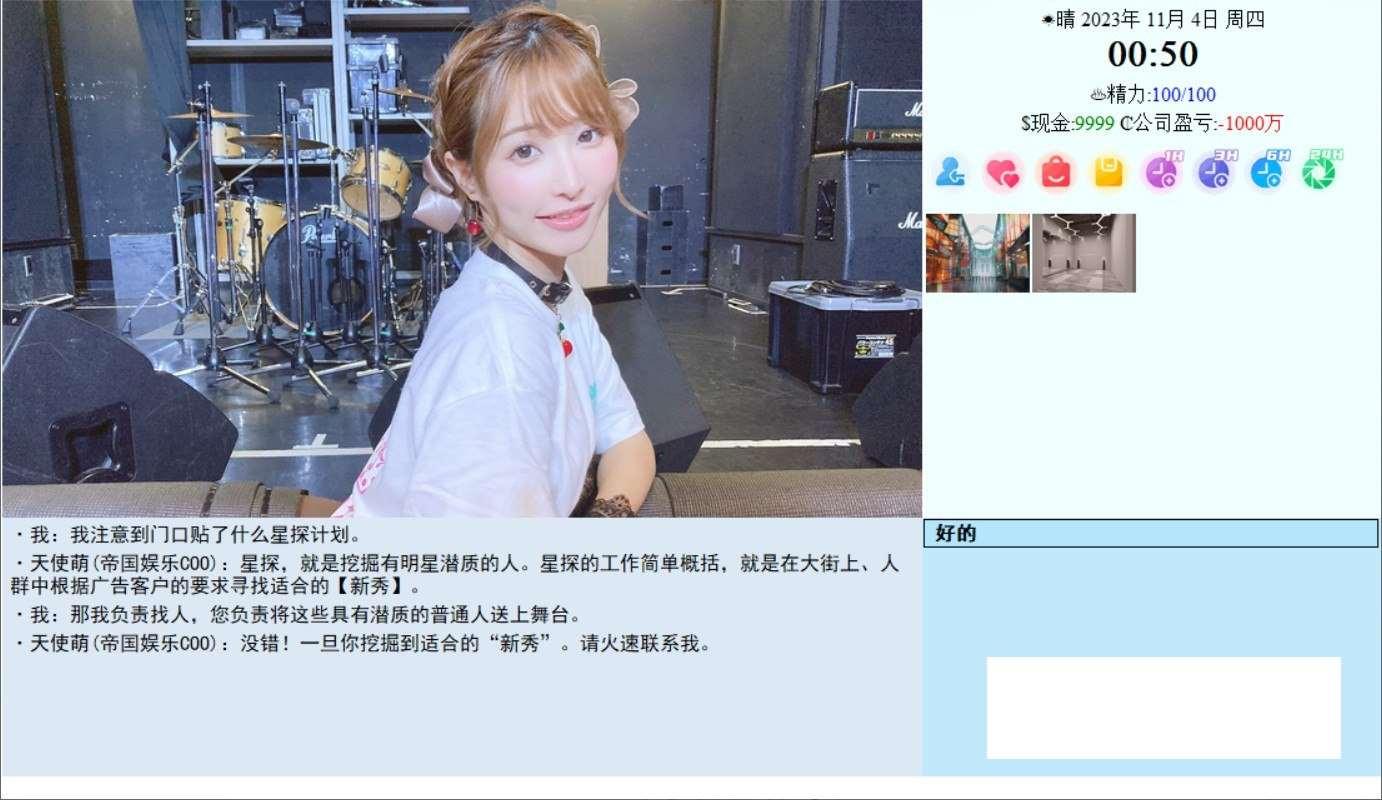 ☀晴 2023年 11月 4日 周四
00:50
♨精力:100/100
$现金:9999 ₡公司盈亏:-1000万
1H 3H 6H 24H
Pearl
Ma
Ma
· 我: 我注意到门口贴了什么星探计划。
· 天使萌(帝国娱乐COO): 星探，就是挖掘有明星潜质的人。星探的工作简单概括，就是在大街上、人
群中根据广告客户的要求寻找适合的【新秀】。
· 我: 那我负责找人，您负责将这些具有潜质的普通人送上舞台。
· 天使萌(帝国娱乐COO): 没错! 一旦你挖掘到适合的“新秀”。请火速联系我。
好的